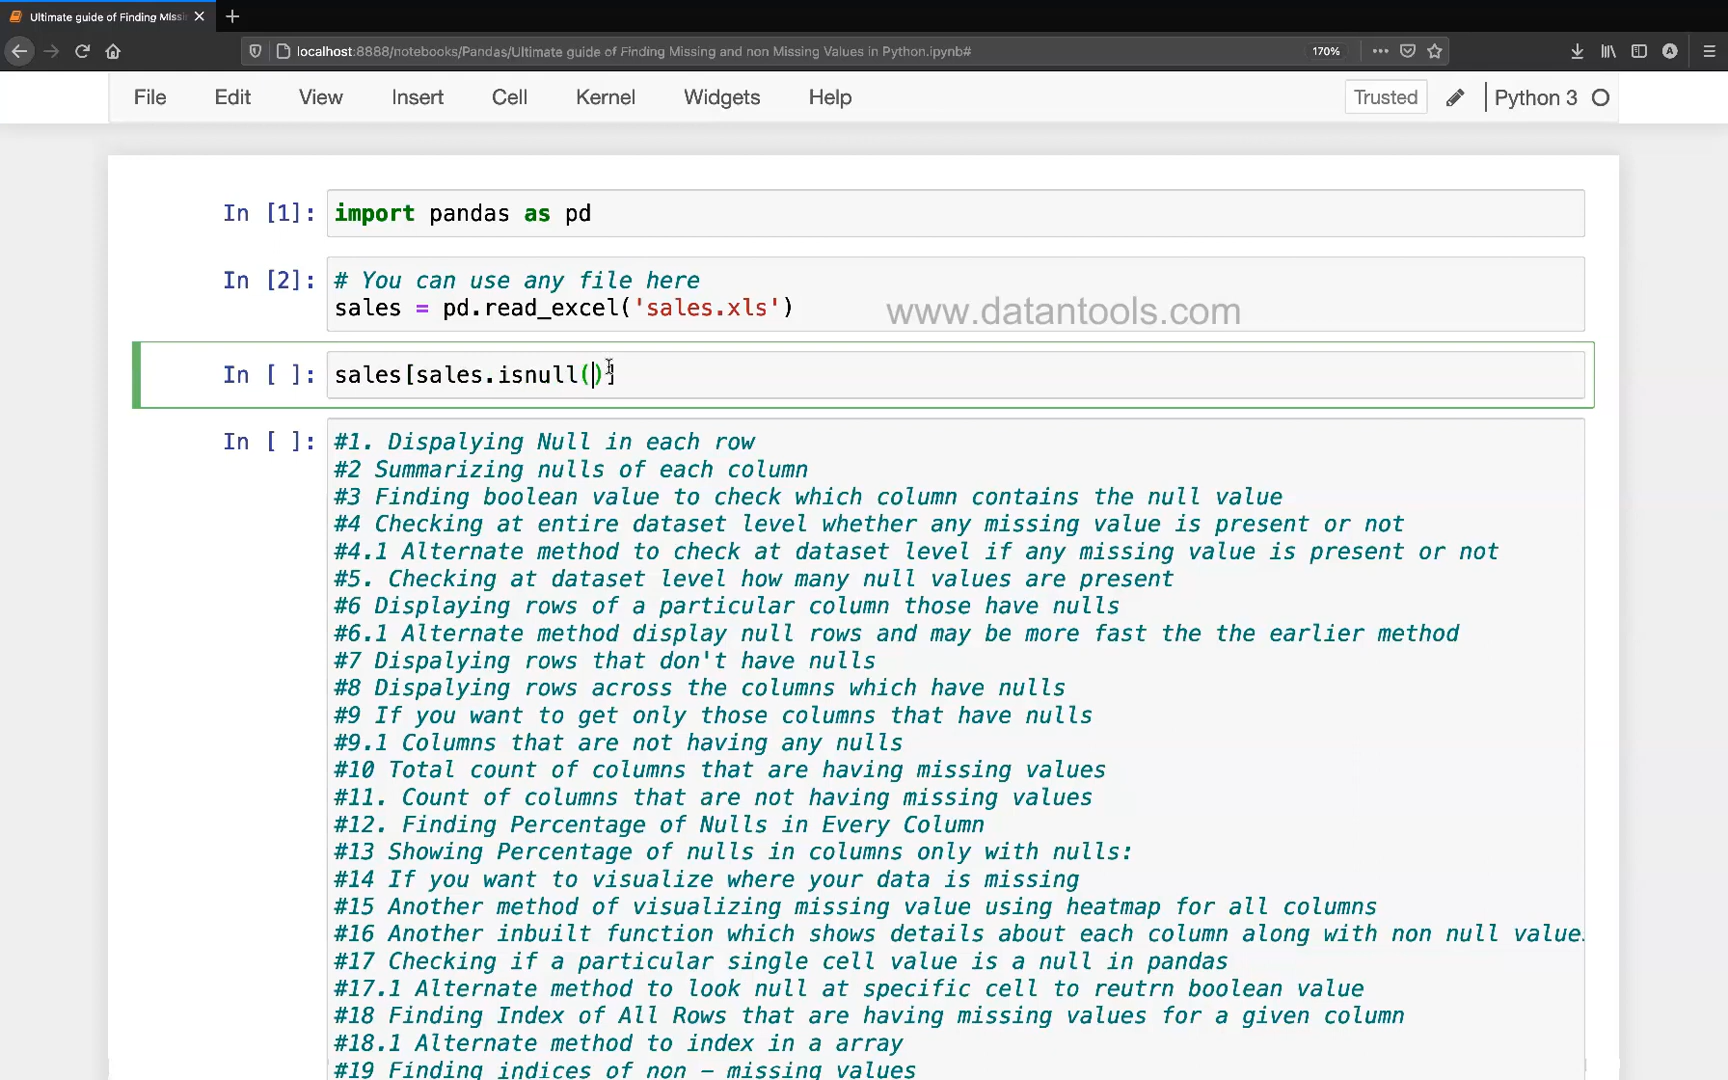 Ultimate guide of Finding Missi
localhost:8888/notebooks/Pandas/Ultimate guide of Finding Missing and non Missing Values in Python.ipynb#
170%
A
File Edit View Insert Cell Kernel Widgets Help
Trusted
Python 3
In [1]: import pandas as pd
In [2]: # You can use any file here
sales = pd.read_excel('sales.xls')
www.datantools.com
In [ ]: sales[sales.isnull()]
In [ ]: #1. Dispalying Null in each row
#2 Summarizing nulls of each column
#3 Finding boolean value to check which column contains the null value
#4 Checking at entire dataset level whether any missing value is present or not
#4.1 Alternate method to check at dataset level if any missing value is present or not
#5. Checking at dataset level how many null values are present
#6 Displaying rows of a particular column those have nulls
#6.1 Alternate method display null rows and may be more fast the the earlier method
#7 Dispalying rows that don't have nulls
#8 Dispalying rows across the columns which have nulls
#9 If you want to get only those columns that have nulls
#9.1 Columns that are not having any nulls
#10 Total count of columns that are having missing values
#11. Count of columns that are not having missing values
#12. Finding Percentage of Nulls in Every Column
#13 Showing Percentage of nulls in columns only with nulls:
#14 If you want to visualize where your data is missing
#15 Another method of visualizing missing value using heatmap for all columns
#16 Another inbuilt function which shows details about each column along with non null value
#17 Checking if a particular single cell value is a null in pandas
#17.1 Alternate method to look null at specific cell to reutrn boolean value
#18 Finding Index of All Rows that are having missing values for a given column
#18.1 Alternate method to index in a array
#19 Finding indices of non - missing values